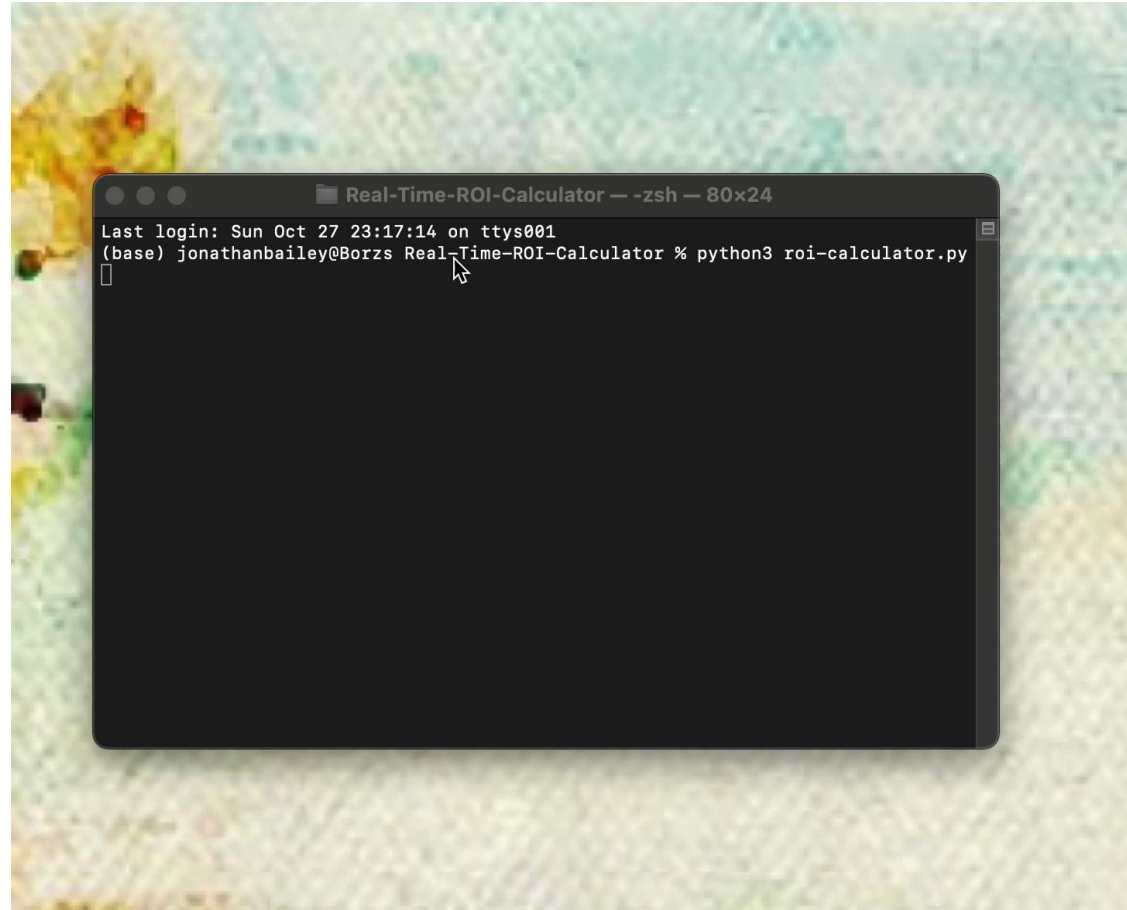 Real-Time-ROI-Calculator — -zsh — 80×24
Last login: Sun Oct 27 23:17:14 on ttys001
(base) jonathanbailey@Borzs Real-Time-ROI-Calculator % python3 roi-calculator.py